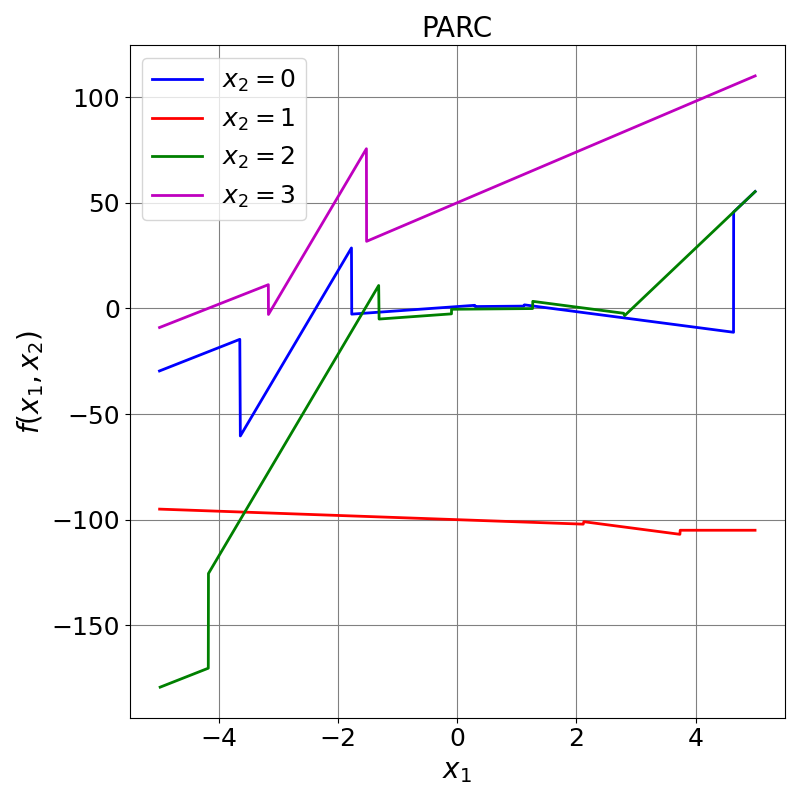 PARC
x₂ = 0
x₂ = 1
x₂ = 2
x₂ = 3
100
50
0
−50
−100
−150
f(x₁, x₂)
−4 −2 0 2 4
x₁